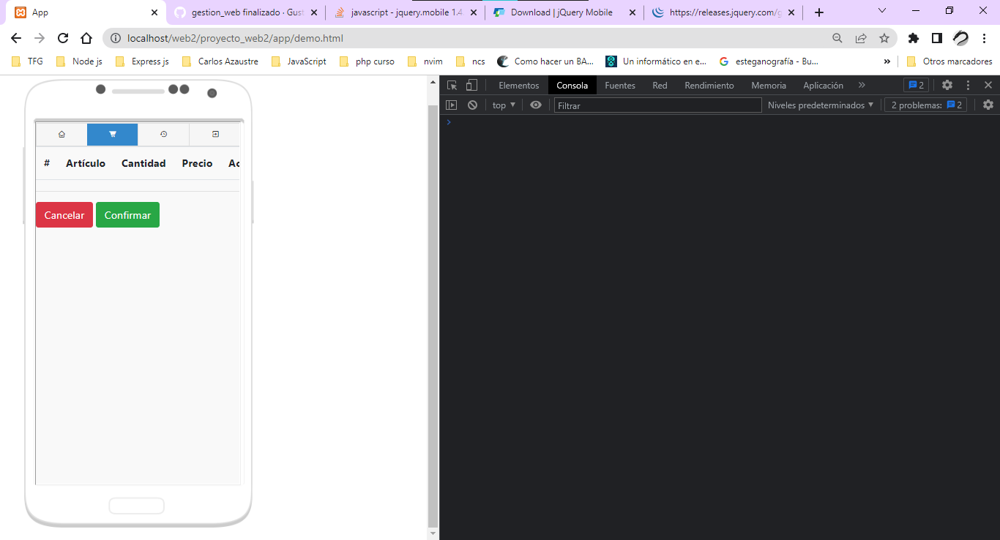 App
gestion_web finalizado · Gust
javascript - jquery.mobile 1.4.
Download | jQuery Mobile
https://releases.jquery.com/g
localhost/web2/proyecto_web2/app/demo.html
TFG
Node js
Express js
Carlos Azaustre
JavaScript
php curso
nvim
ncs
Como hacer un BA...
Un informático en e...
esteganografía - Bu...
»
Otros marcadores
Elementos
Consola
Fuentes
Red
Rendimiento
Memoria
Aplicación
»
2
top
Filtrar
Niveles predeterminados
2 problemas:
2
# Artículo Cantidad Precio Ac
Cancelar
Confirmar